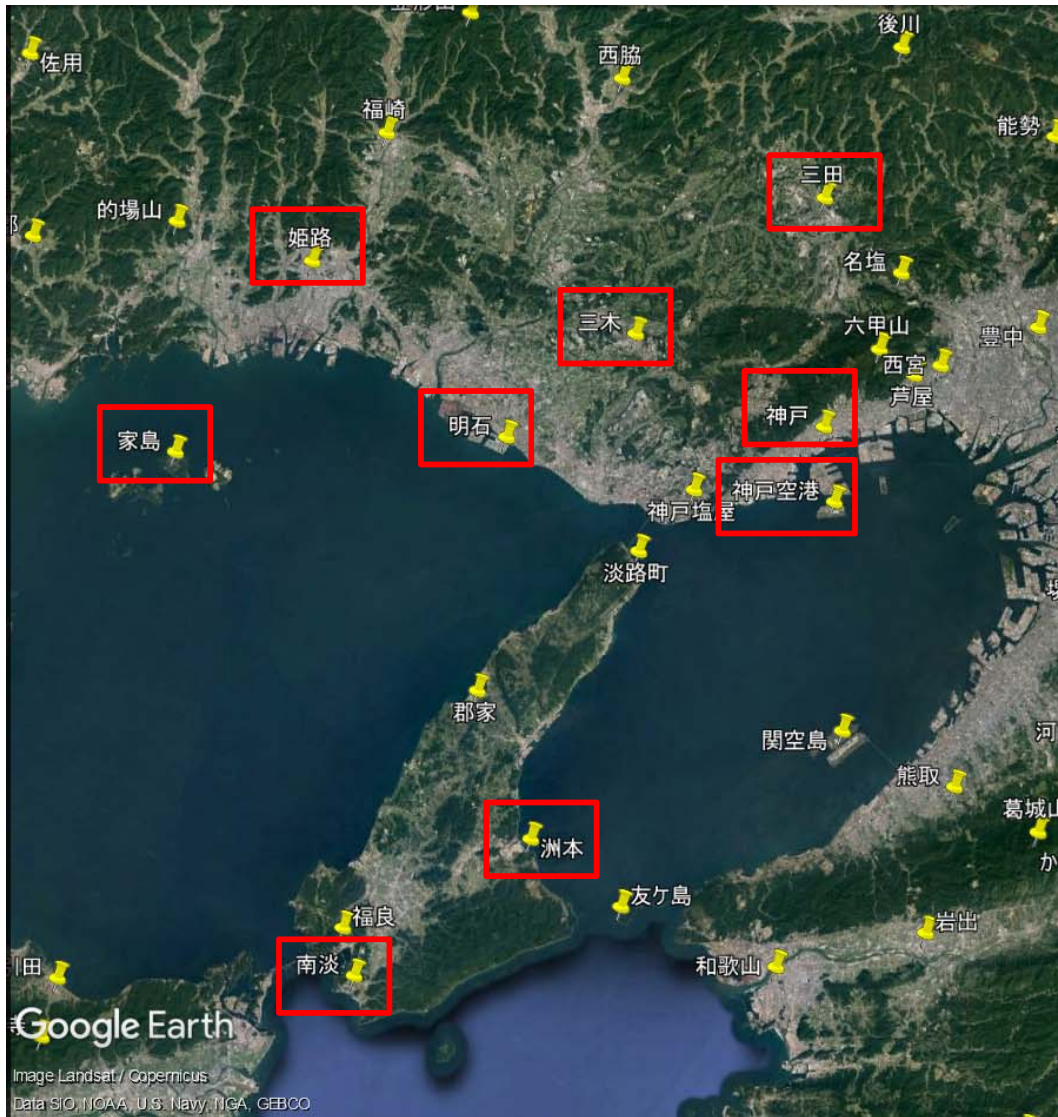 後川
佐用
西脇
福崎
能勢
三田
的場山
姫路
名塩
三木
六甲山
豊中
西宮
芦屋
神戸
明石
家島
神戸空港
神戸塩屋
淡路町
郡家
関空島
河
熊取
葛城山
か
洲本
友ケ島
福良
岩出
南淡
和歌山
引田
Google Earth
Image Landsat / Copernicus
Data SIO, NOAA, U.S. Navy, NGA, GEBCO